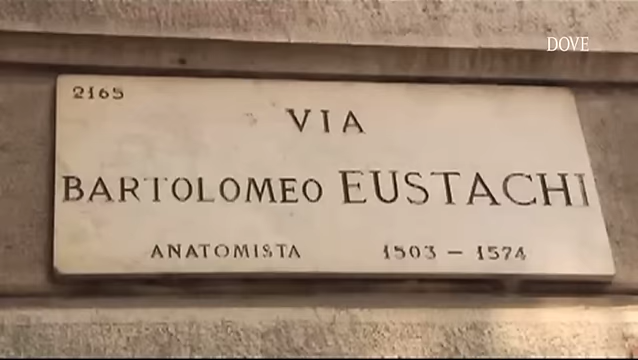 DOVE
2165
VIA
BARTOLOMEO EUSTACHI
ANATOMISTA 1503 – 1574